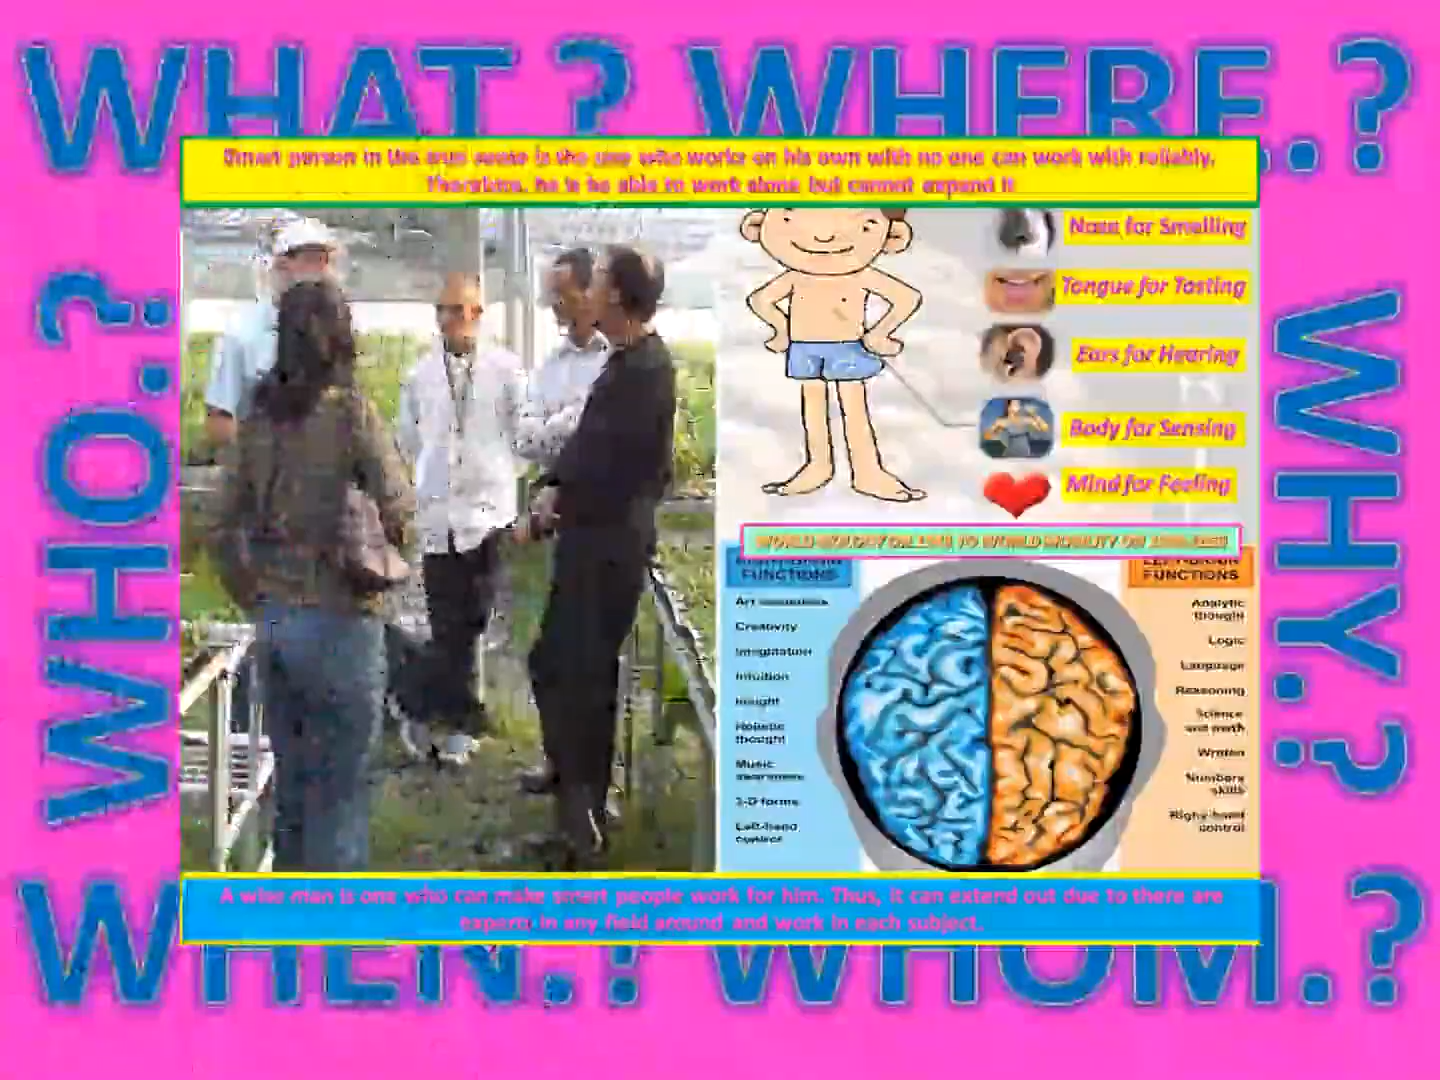 WHAT ? WHERE.?
Smart person in the true sense is the one who works on his own with no one can work with reliably.
Therefore, he is be able to work alone but cannot expand it
WHO.?
WHY.?
Nose for Smelling
Tongue for Tasting
Ears for Hearing
Body for Sensing
Mind for Feeling
FUNCTIONS
Art awareness
Creativity
Imagination
Intuition
Insight
Holistic
thought
Music
awareness
3-D forms
Left-hand
control
FUNCTIONS
Analytic
thought
Logic
Language
Reasoning
Science
and math
Written
Numbers
skills
Right-hand
control
A wise man is one who can make smart people work for him. Thus, it can extend out due to there are
experts in any field around and work in each subject.
WHEN.? WHOM.?